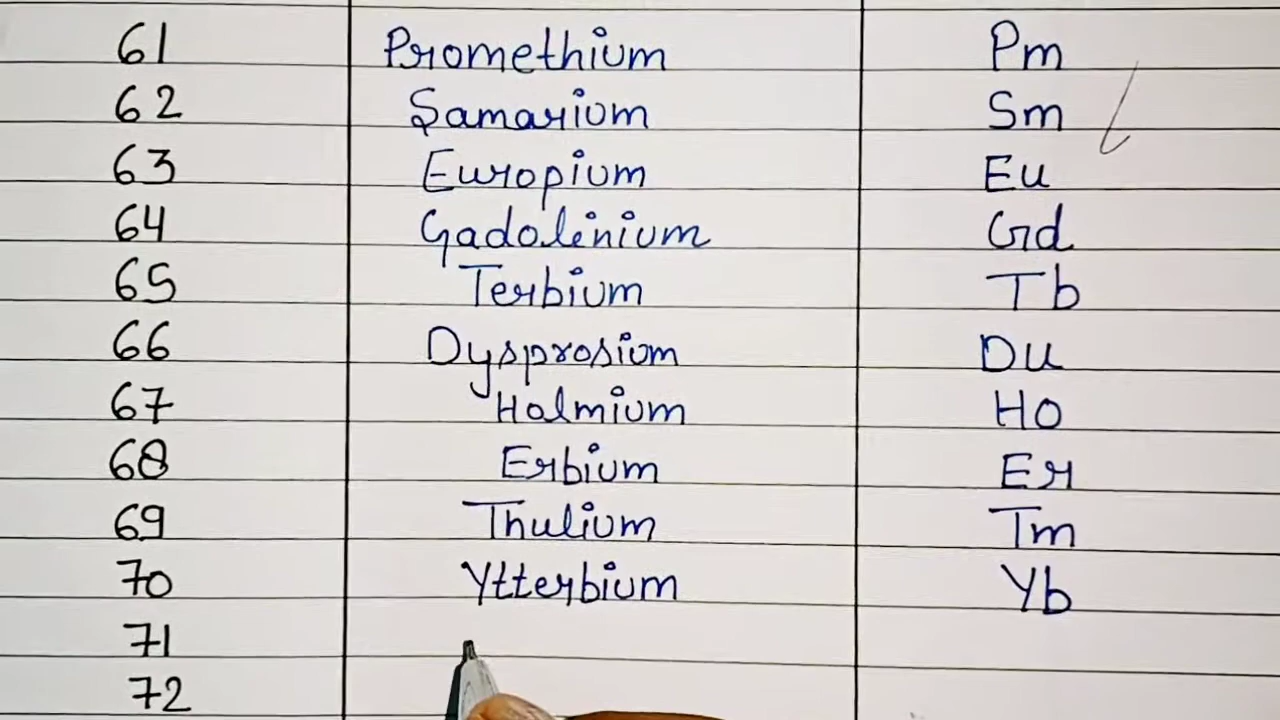 61 Promethium Pm
62 Samarium Sm
63 Europium Eu
64 Gadolenium Gd
65 Terbium Tb
66 Dysprosium Du
67 Holmium Ho
68 Erbium Er
69 Thulium Tm
70 Ytterbium Yb
71
72